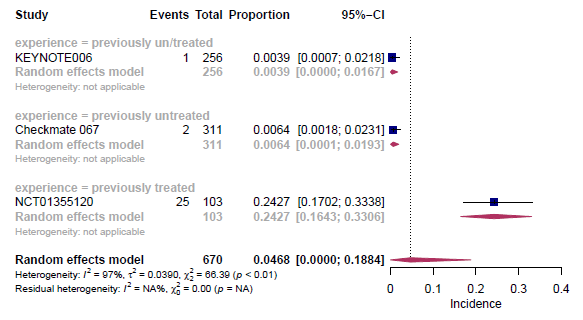 Study Events Total Proportion 95%−CI
experience = previously un/treated
KEYNOTE006 1 256 0.0039 [0.0007; 0.0218]
Random effects model 256 0.0039 [0.0000; 0.0167]
Heterogeneity: not applicable
experience = previously untreated
Checkmate 067 2 311 0.0064 [0.0018; 0.0231]
Random effects model 311 0.0064 [0.0001; 0.0193]
Heterogeneity: not applicable
experience = previously treated
NCT01355120 25 103 0.2427 [0.1702; 0.3338]
Random effects model 103 0.2427 [0.1643; 0.3306]
Heterogeneity: not applicable
Random effects model 670 0.0468 [0.0000; 0.1884]
Heterogeneity: I² = 97%, τ² = 0.0390, χ²₂ = 66.39 (p < 0.01)
Residual heterogeneity: I² = NA%, χ²₀ = 0.00 (p = NA)
0 0.1 0.2 0.3 0.4
Incidence